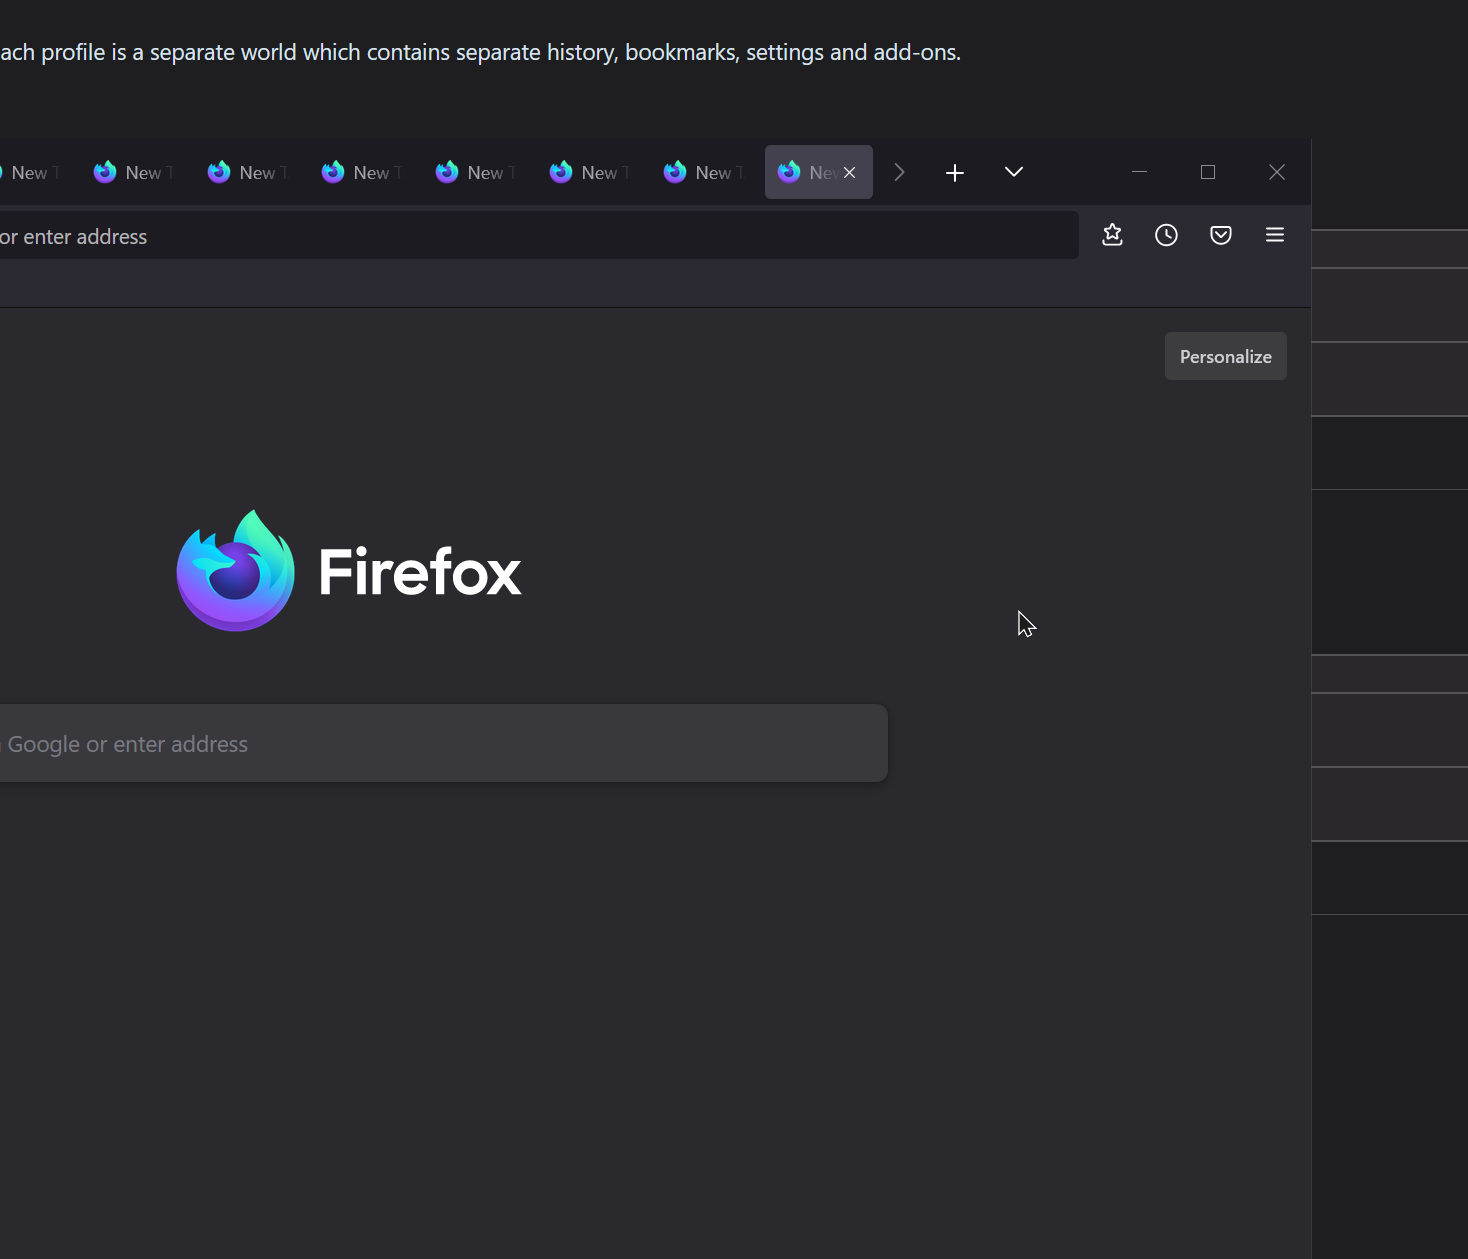 ach profile is a separate world which contains separate history, bookmarks, settings and add-ons.
New New New New New New New New
or enter address
Personalize
Firefox
Google or enter address